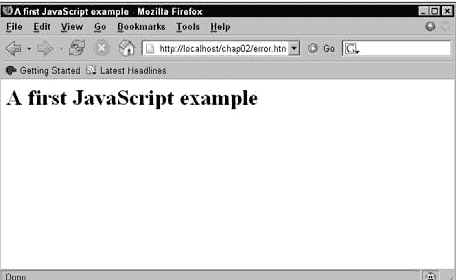 A first JavaScript example - Mozilla Firefox
File Edit View Go Bookmarks Tools Help
http://localhost/chap02/error.htm Go
Getting Started Latest Headlines
A first JavaScript example
Done